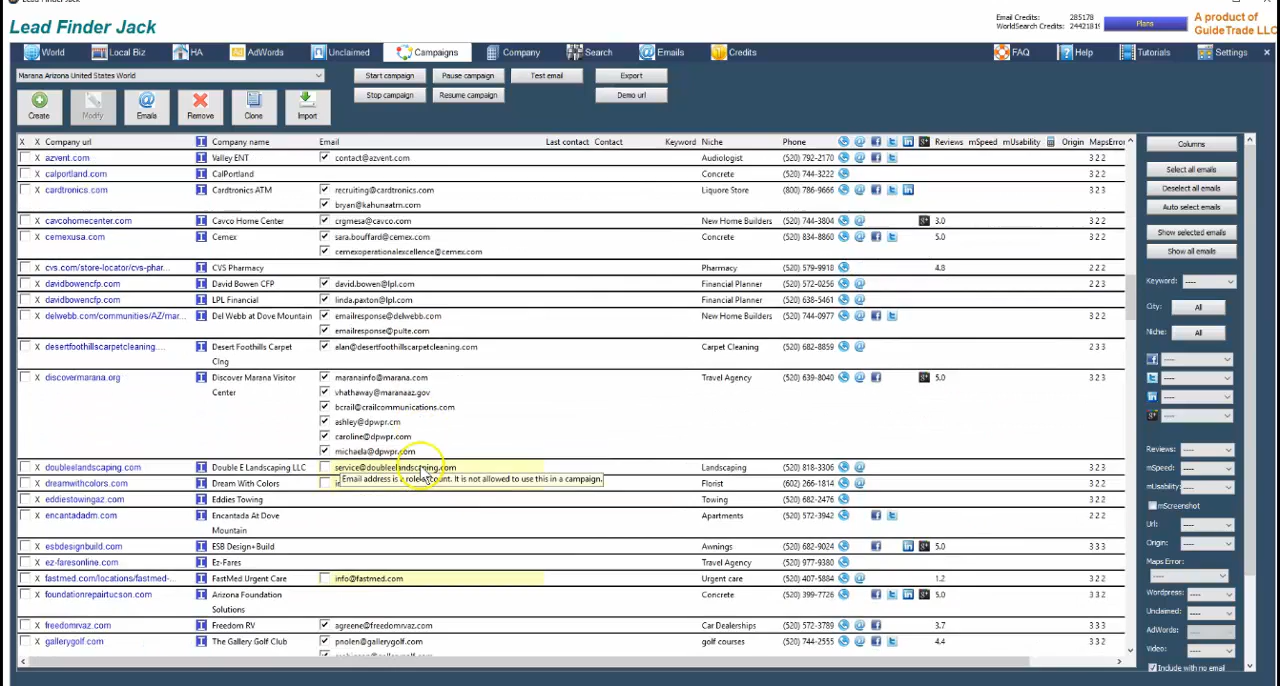 Lead Finder Jack
Lead Finder Jack
Email Credits: 285178
WorldSearch Credits: 24421819
Plans
A product of
GuideTrade LLC
World Local Biz HA AdWords Unclaimed Campaigns Company Search Emails Credits FAQ Help Tutorials Settings
Marana Arizona United States World
Start campaign Pause campaign Test email Export
Stop campaign Resume campaign Demo url
Create Modify Emails Remove Clone Import
X X Company url Company name Email Last contact Contact Keyword Niche Phone Reviews mSpeed mUsability Origin MapsError
azvent.com Valley ENT contact@azvent.com Audiologist (520) 792-2170 3 2 2
calportland.com CalPortland Concrete (520) 744-3222 3 2 2
cardtronics.com Cardtronics ATM recruiting@cardtronics.com Liquore Store (800) 786-9666 3 2 3
bryan@kahunaatm.com
cavcohomecenter.com Cavco Home Center crgmesa@cavco.com New Home Builders (520) 744-3804 3.0 3 2 2
cemexusa.com Cemex sara.bouffard@cemex.com Concrete (520) 834-8860 5.0 3 2 2
cemexoperationalexcellence@cemex.com
cvs.com/store-locator/cvs-phar... CVS Pharmacy Pharmacy (520) 579-9918 4.8 2 2 2
davidbowencfp.com David Bowen CFP david.bowen@lpl.com Financial Planner (520) 572-0256 2 2 3
davidbowencfp.com LPL Financial linda.paxton@lpl.com Financial Planner (520) 638-5461 3 2 2
delwebb.com/communities/AZ/mar... Del Webb at Dove Mountain emailresponse@delwebb.com New Home Builders (520) 744-0977 3 2 3
emailresponse@pulte.com
desertfoothillscarpetcleaning.... Desert Foothills Carpet alan@desertfoothillscarpetcleaning.com Carpet Cleaning (520) 682-8859 2 3 3
Clng
discovermarana.org Discover Marana Visitor maranainfo@marana.com Travel Agency (520) 639-8040 5.0 3 2 3
Center vhathaway@maranaaz.gov
bcrail@crailcommunications.com
ashley@dpwpr.cm
caroline@dpwpr.com
michaela@dpwpr.com
doubleelandscaping.com Double E Landscaping LLC service@doubleelandscaping.com Landscaping (520) 818-3306 3 2 3
Email address is a role account. It is not allowed to use this in a campaign.
dreamwithcolors.com Dream With Colors Florist (602) 266-1814 3 2 2
eddiestowingaz.com Eddies Towing Towing (520) 682-2476 2 2 2
encantadadm.com Encantada At Dove Apartments (520) 572-3942 2 2 2
Mountain
esbdesignbuild.com ESB Design+Build Awnings (520) 682-9024 5.0 3 3 3
ez-faresonline.com Ez-Fares Travel Agency (520) 977-9380 2 2 2
fastmed.com/locations/fastmed-... FastMed Urgent Care info@fastmed.com Urgent care (520) 407-5884 1.2 3 2 2
foundationrepairtucson.com Arizona Foundation Concrete (520) 399-7726 5.0 3 3 2
Solutions
freedomrvaz.com Freedom RV agreene@freedomrvaz.com Car Dealerships (520) 572-3789 3.7 3 2 3
gallerygolf.com The Gallery Golf Club pnolen@gallerygolf.com golf courses (520) 744-2555 4.4 3 2 2
Columns
Select all emails
Deselect all emails
Auto select emails
Show selected emails
Show all emails
Keyword: ----
City: All
Niche: All
----
----
----
----
Reviews: ----
mSpeed: ----
mUsability: ----
mScreenshot
Url: ----
Origin: ----
Maps Error:
----
Wordpress: ----
Unclaimed: ----
AdWords: ----
Video: ----
Include with no email